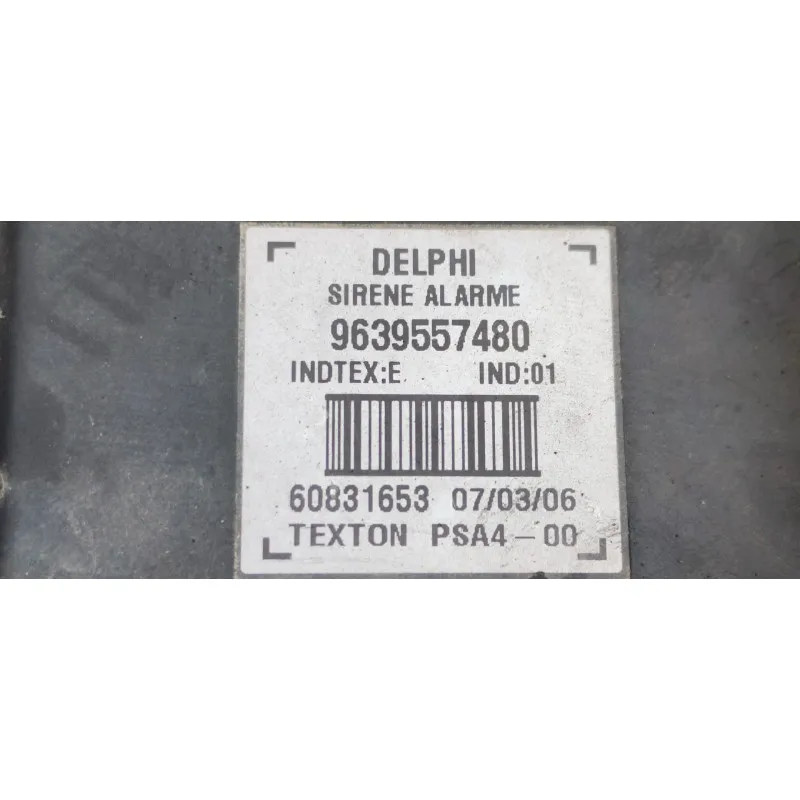 DELPHI
SIRENE ALARME
9639557480
INDTEX:E IND:01
60831653 07/03/06
TEXTON PSA4-00